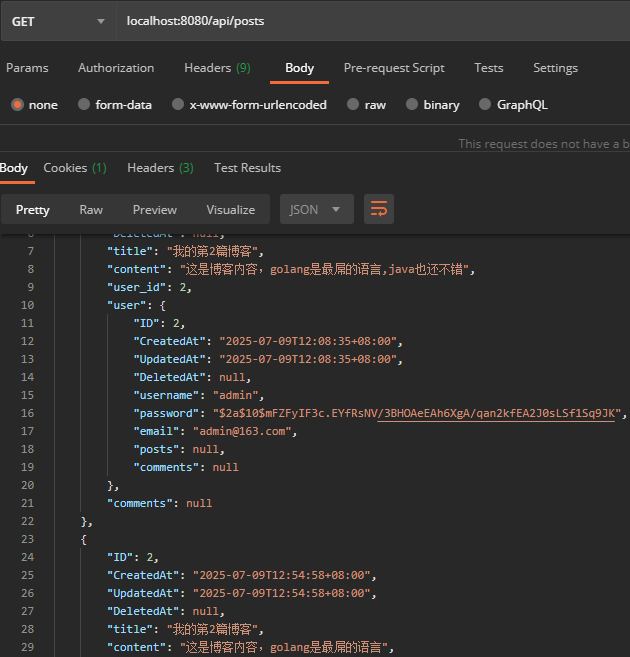 GET localhost:8080/api/posts
Params Authorization Headers (9) Body Pre-request Script Tests Settings
none form-data x-www-form-urlencoded raw binary GraphQL
This request does not have a b
Body Cookies (1) Headers (3) Test Results
Pretty Raw Preview Visualize JSON
6 "DeletedAt": null,
7 "title": "我的第2篇博客",
8 "content": "这是博客内容，golang是最屌的语言,java也还不错",
9 "user_id": 2,
10 "user": {
11 "ID": 2,
12 "CreatedAt": "2025-07-09T12:08:35+08:00",
13 "UpdatedAt": "2025-07-09T12:08:35+08:00",
14 "DeletedAt": null,
15 "username": "admin",
16 "password": "$2a$10$mFZFyIF3c.EYfRsNV/3BHOAeEAh6XgA/qan2kfEA2J0sLSf1Sq9JK",
17 "email": "admin@163.com",
18 "posts": null,
19 "comments": null
20 },
21 "comments": null
22 },
23 {
24 "ID": 2,
25 "CreatedAt": "2025-07-09T12:54:58+08:00",
26 "UpdatedAt": "2025-07-09T12:54:58+08:00",
27 "DeletedAt": null,
28 "title": "我的第2篇博客",
29 "content": "这是博客内容，golang是最屌的语言",